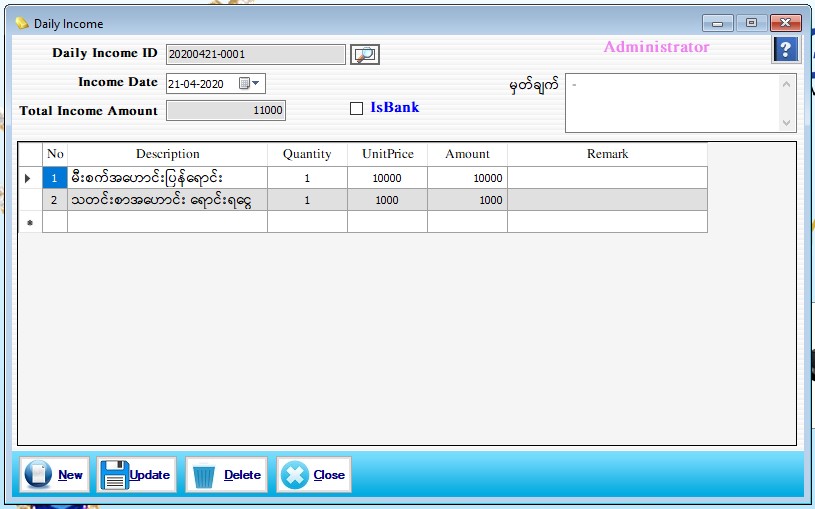 Daily Income
Daily Income ID 20200421-0001
Administrator
?
Income Date 21-04-2020
မှတ်ချက် -
Total Income Amount 11000
IsBank
No Description Quantity UnitPrice Amount Remark
1 မီးစက်အဟောင်းပြန်ရောင်း 1 10000 10000
2 သတင်းစာအဟောင်း ရောင်းရငွေ 1 1000 1000
New Update Delete Close